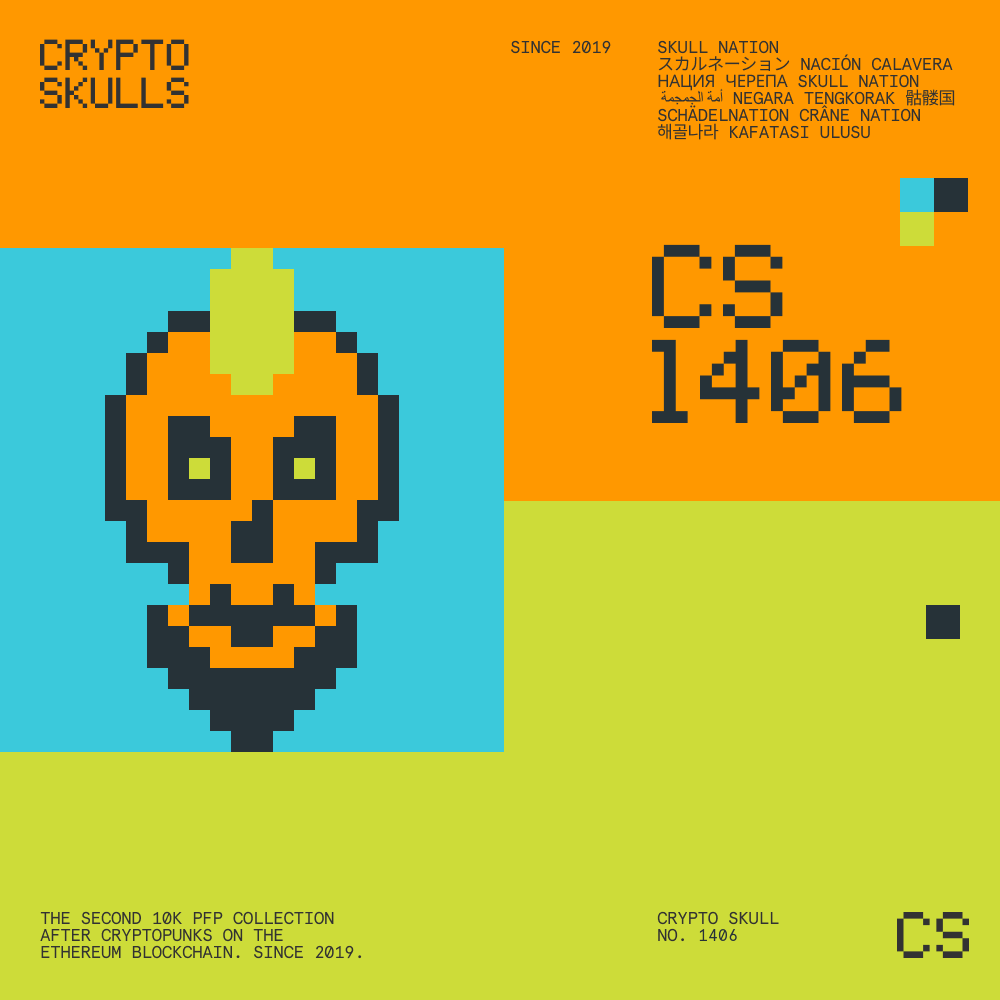 CRYPTO
SKULLS
SINCE 2019
SKULL NATION
スカルネーション NACIÓN CALAVERA
НАЦИЯ ЧЕРЕПА SKULL NATION
أمة الجمجمة NEGARA TENGKORAK 骷髅国
SCHÄDELNATION CRÂNE NATION
해골나라 KAFATASI ULUSU
CS
1406
THE SECOND 10K PFP COLLECTION
AFTER CRYPTOPUNKS ON THE
ETHEREUM BLOCKCHAIN. SINCE 2019.
CRYPTO SKULL
NO. 1406
CS